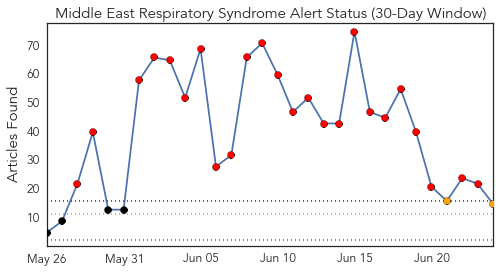 Middle East Respiratory Syndrome Alert Status (30-Day Window)
Articles Found
70
60
50
40
30
20
10
May 26 May 31 Jun 05 Jun 10 Jun 15 Jun 20